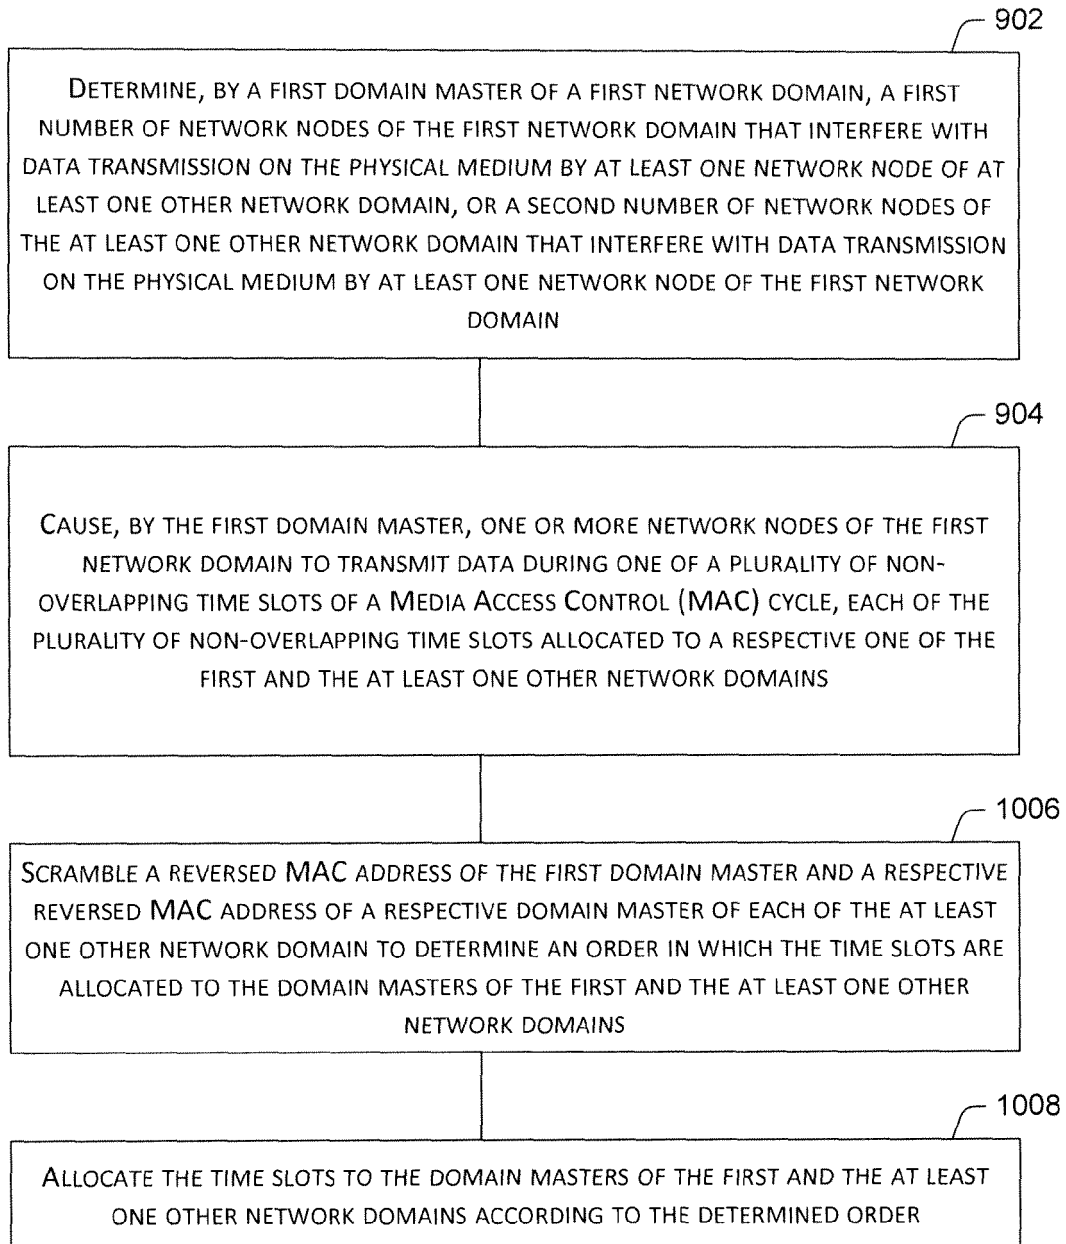 902
DETERMINE, BY A FIRST DOMAIN MASTER OF A FIRST NETWORK DOMAIN, A FIRST
NUMBER OF NETWORK NODES OF THE FIRST NETWORK DOMAIN THAT INTERFERE WITH
DATA TRANSMISSION ON THE PHYSICAL MEDIUM BY AT LEAST ONE NETWORK NODE OF AT
LEAST ONE OTHER NETWORK DOMAIN, OR A SECOND NUMBER OF NETWORK NODES OF
THE AT LEAST ONE OTHER NETWORK DOMAIN THAT INTERFERE WITH DATA TRANSMISSION
ON THE PHYSICAL MEDIUM BY AT LEAST ONE NETWORK NODE OF THE FIRST NETWORK
DOMAIN
904
CAUSE, BY THE FIRST DOMAIN MASTER, ONE OR MORE NETWORK NODES OF THE FIRST
NETWORK DOMAIN TO TRANSMIT DATA DURING ONE OF A PLURALITY OF NON-
OVERLAPPING TIME SLOTS OF A MEDIA ACCESS CONTROL (MAC) CYCLE, EACH OF THE
PLURALITY OF NON-OVERLAPPING TIME SLOTS ALLOCATED TO A RESPECTIVE ONE OF THE
FIRST AND THE AT LEAST ONE OTHER NETWORK DOMAINS
1006
SCRAMBLE A REVERSED MAC ADDRESS OF THE FIRST DOMAIN MASTER AND A RESPECTIVE
REVERSED MAC ADDRESS OF A RESPECTIVE DOMAIN MASTER OF EACH OF THE AT LEAST
ONE OTHER NETWORK DOMAIN TO DETERMINE AN ORDER IN WHICH THE TIME SLOTS ARE
ALLOCATED TO THE DOMAIN MASTERS OF THE FIRST AND THE AT LEAST ONE OTHER
NETWORK DOMAINS
1008
ALLOCATE THE TIME SLOTS TO THE DOMAIN MASTERS OF THE FIRST AND THE AT LEAST
ONE OTHER NETWORK DOMAINS ACCORDING TO THE DETERMINED ORDER